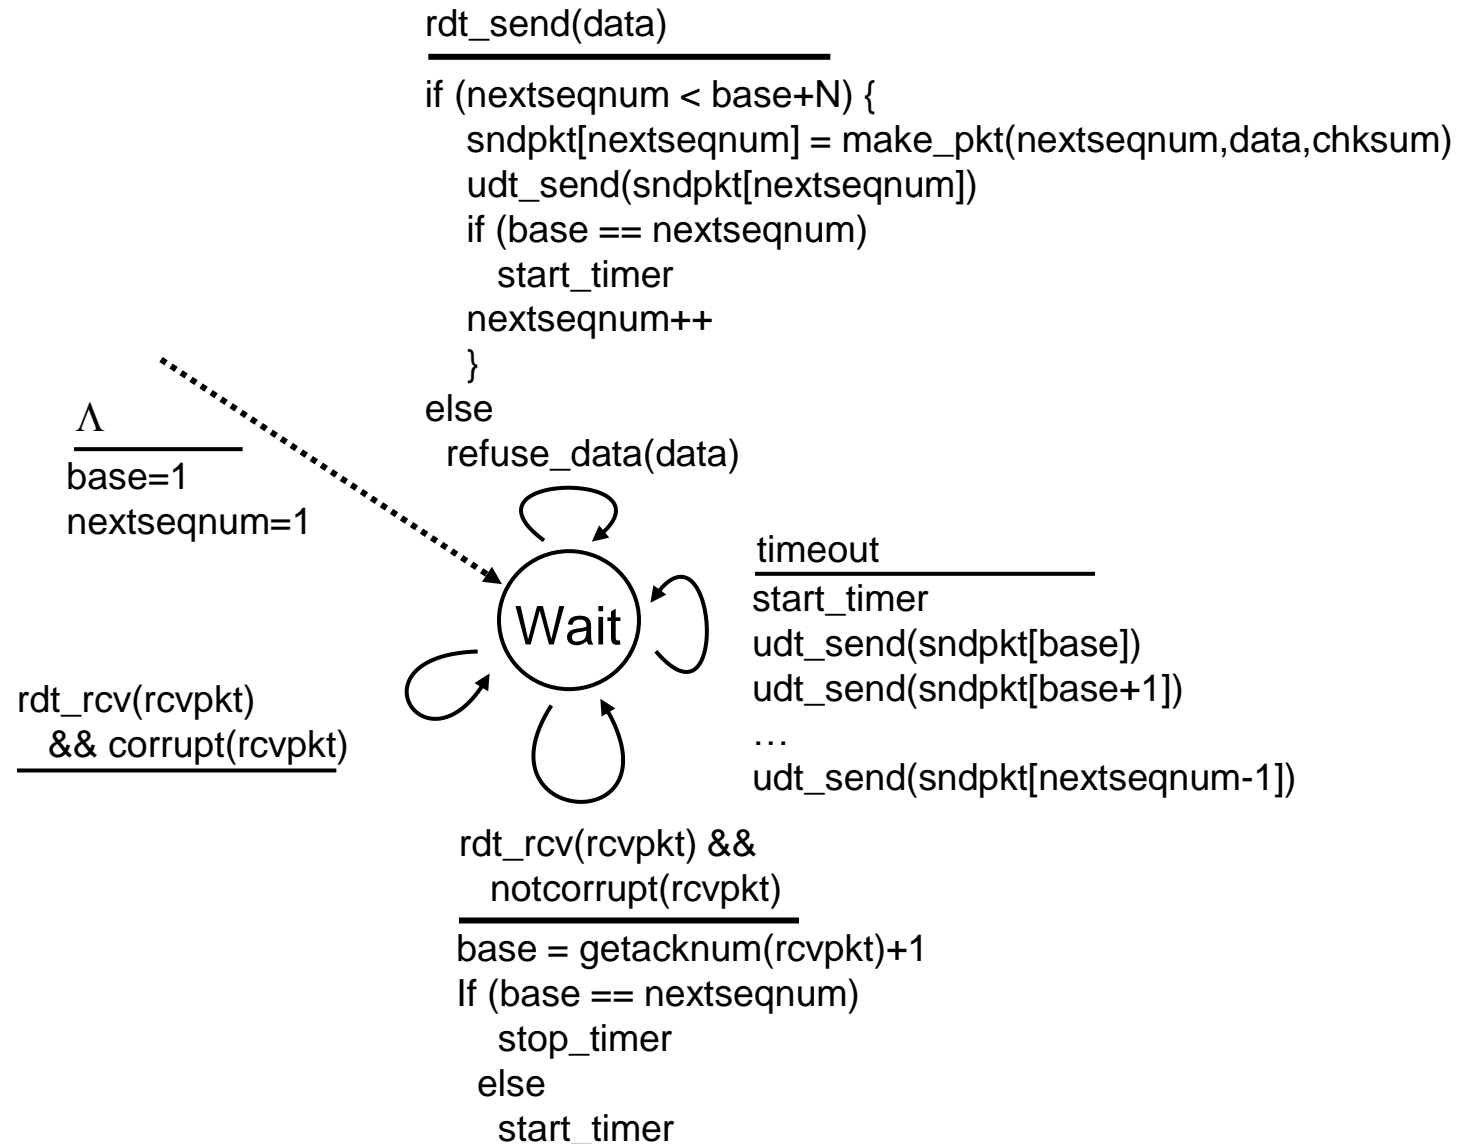 rdt_send(data)
if (nextseqnum < base+N) {
sndpkt[nextseqnum] = make_pkt(nextseqnum,data,chksum)
udt_send(sndpkt[nextseqnum])
if (base == nextseqnum)
start_timer
nextseqnum++
}
else
refuse_data(data)
Λ
base=1
nextseqnum=1
Wait
timeout
start_timer
udt_send(sndpkt[base])
udt_send(sndpkt[base+1])
…
udt_send(sndpkt[nextseqnum-1])
rdt_rcv(rcvpkt)
&& corrupt(rcvpkt)
rdt_rcv(rcvpkt) &&
notcorrupt(rcvpkt)
base = getacknum(rcvpkt)+1
If (base == nextseqnum)
stop_timer
else
start_timer